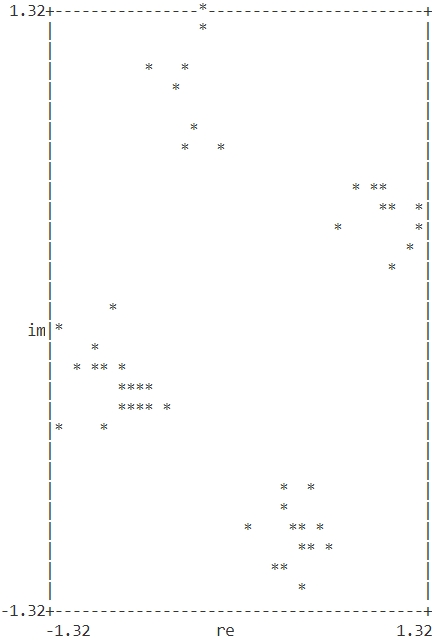 1.32+----------------*------------------------+
     |                *                        |
     |                                         |
     |          *   *                          |
     |             *                           |
     |                                         |
     |               *                         |
     |              *   *                      |
     |                                         |
     |                                 * **    |
     |                                    **  *|
     |                               *        *|
     |                                       * |
     |                                     *   |
     |                                         |
     |      *                                  |
   im|*                                        |
     |    *                                    |
     |  * ** *                                 |
     |       ****                              |
     |       **** *                            |
     |*    *                                   |
     |                                         |
     |                                         |
     |                         *  *            |
     |                         *               |
     |                     *    ** *           |
     |                           ** *          |
     |                        **               |
     |                           *             |
-1.32+-----------------------------------------+
     -1.32              re                  1.32